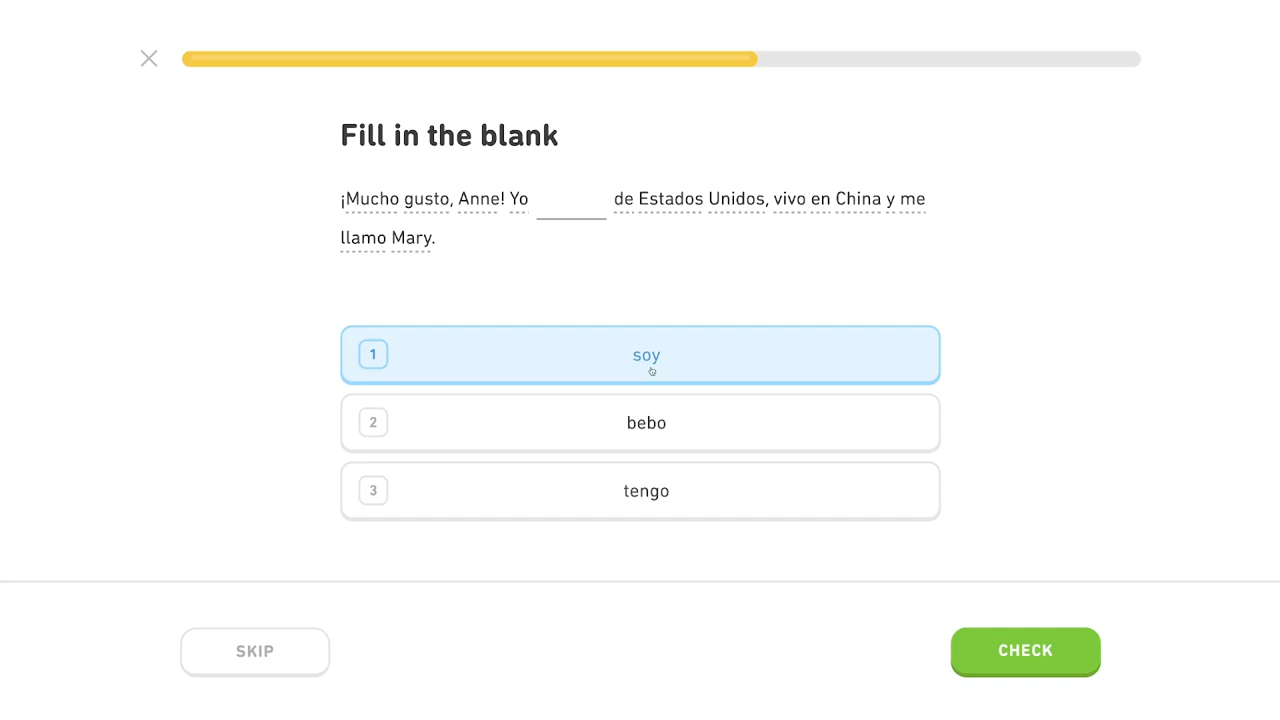 Fill in the blank
¡Mucho gusto, Anne! Yo ______ de Estados Unidos, vivo en China y me
llamo Mary.
1 soy
2 bebo
3 tengo
SKIP CHECK